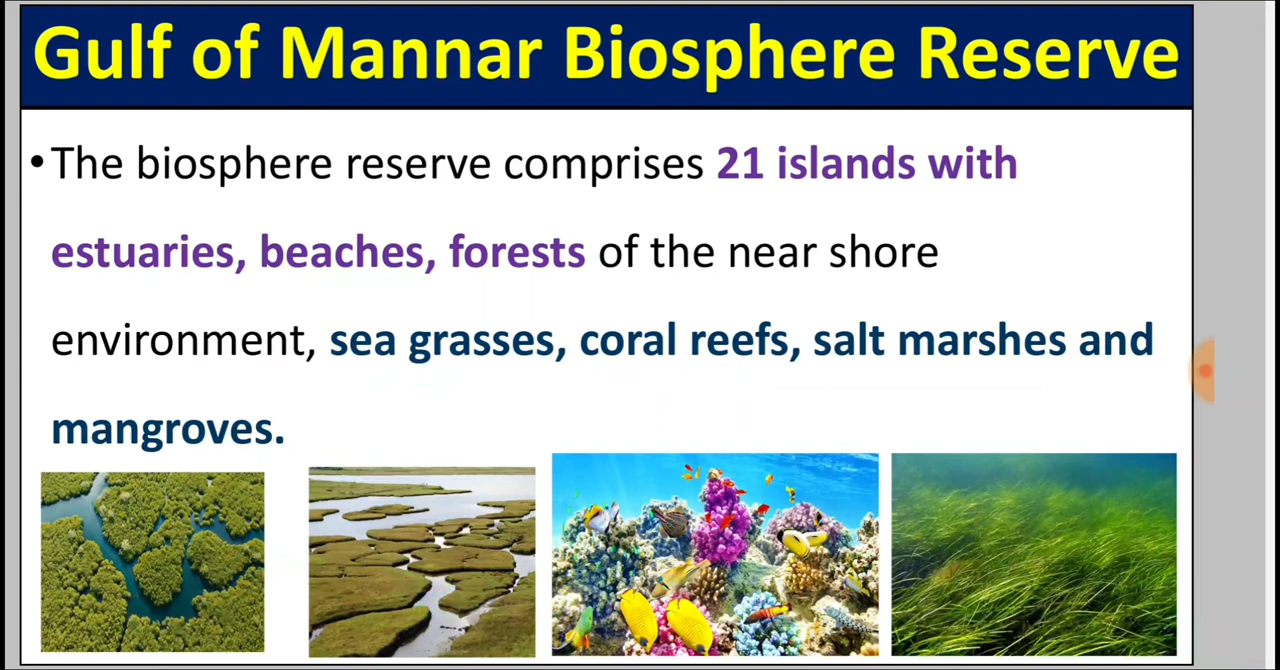 Gulf of Mannar Biosphere Reserve
•The biosphere reserve comprises 21 islands with
estuaries, beaches, forests of the near shore
environment, sea grasses, coral reefs, salt marshes and
mangroves.